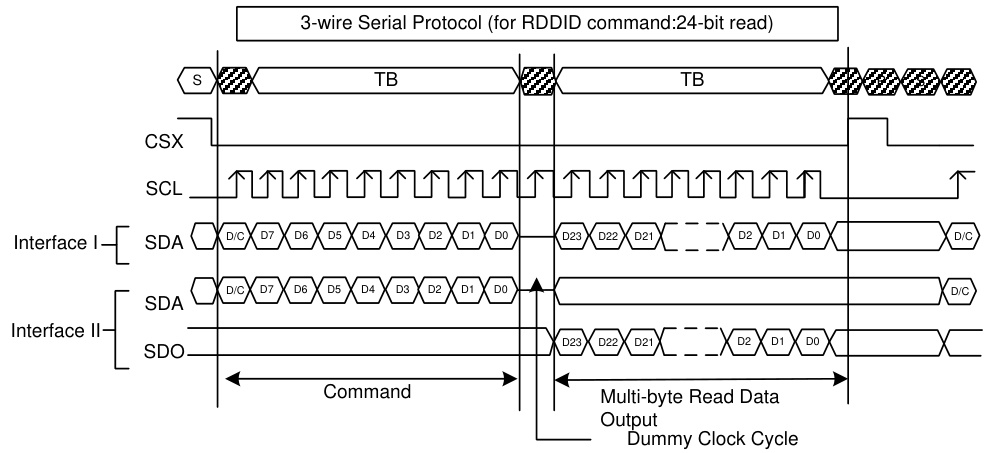 3-wire Serial Protocol (for RDDID command:24-bit read)
S TB TB
CSX
SCL
Interface I SDA D/C D7 D6 D5 D4 D3 D2 D1 D0 D23 D22 D21 D2 D1 D0 D/C
SDA D/C D7 D6 D5 D4 D3 D2 D1 D0 D/C
Interface II
SDO D23 D22 D21 D2 D1 D0
Command Multi-byte Read Data
Output
Dummy Clock Cycle